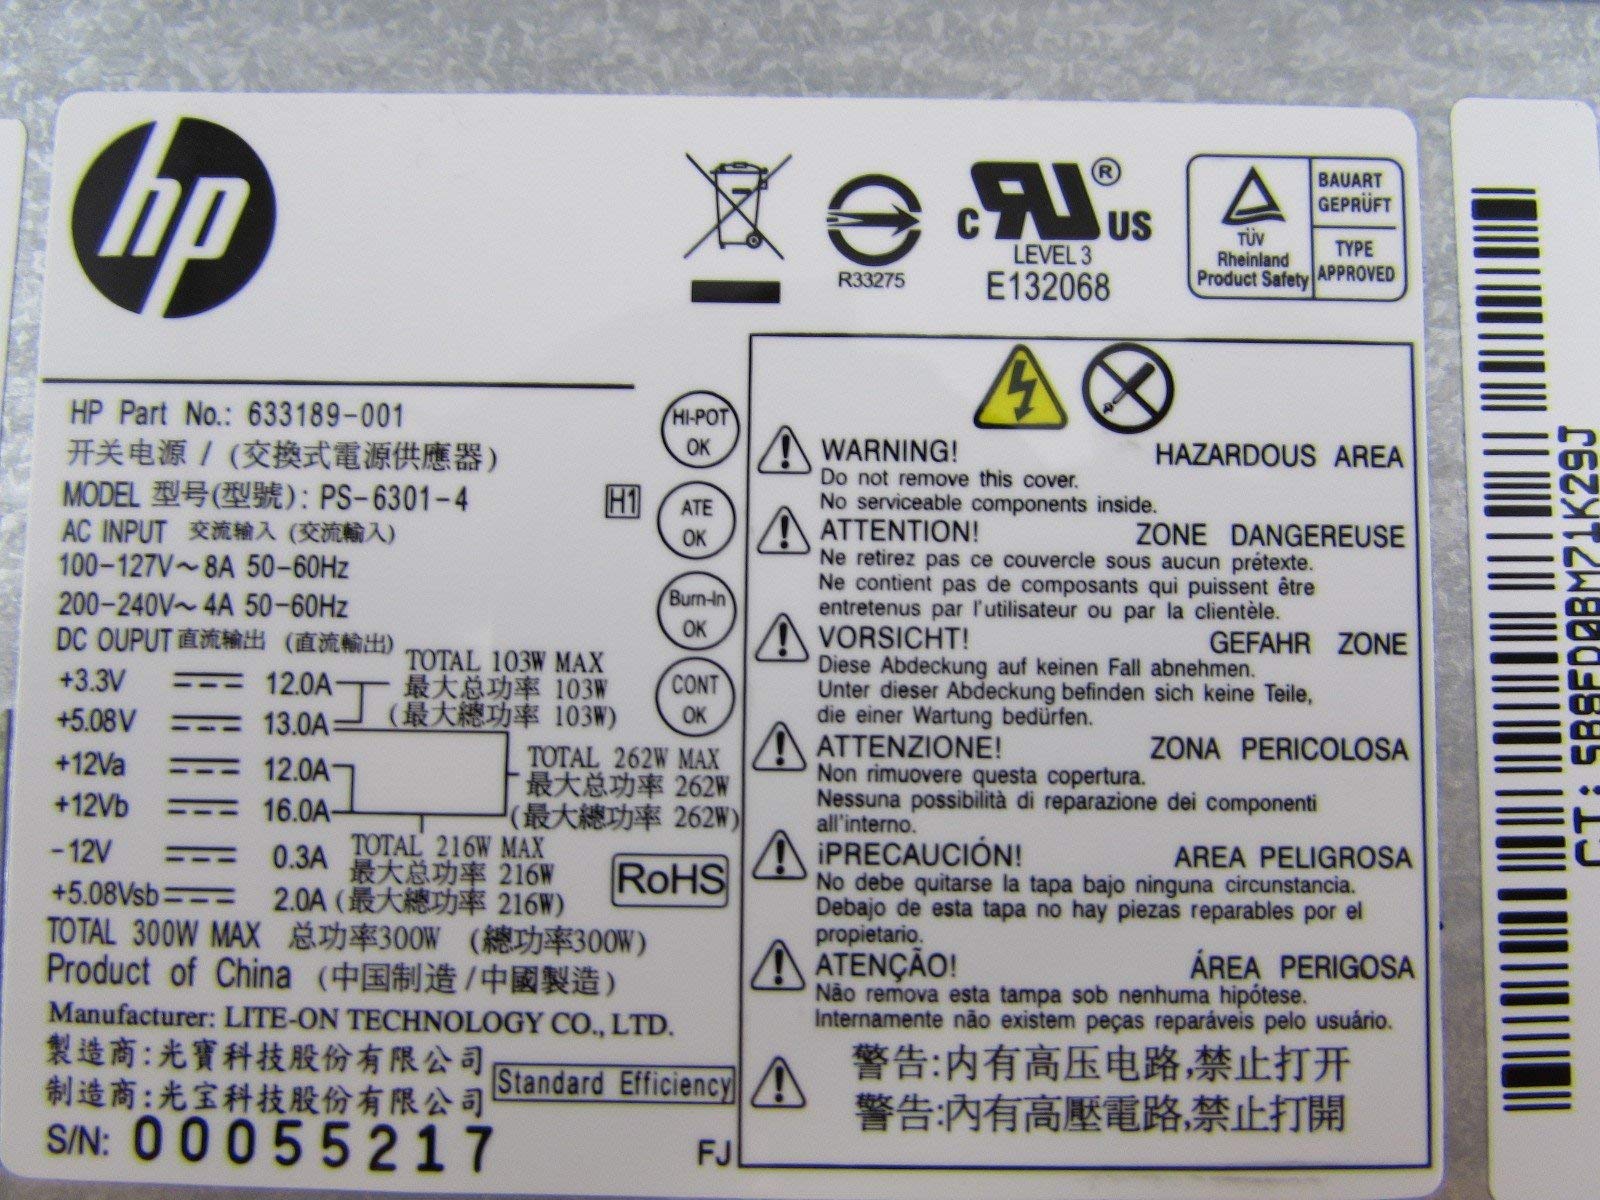 hp
R33275
C RU ® US
LEVEL 3
E132068
TÜV
Rheinland
Product Safety
BAUART
GEPRÜFT
TYPE
APPROVED
HP Part No.: 633189-001
开关电源 / (交換式電源供應器)
MODEL 型号(型號): PS-6301-4
H1
AC INPUT 交流输入 (交流輸入)
100-127V~8A 50-60Hz
200-240V~4A 50-60Hz
DC OUPUT 直流输出 (直流輸出)
+3.3V 12.0A
+5.08V 13.0A
TOTAL 103W MAX
最大总功率 103W
(最大總功率 103W)
+12Va 12.0A
+12Vb 16.0A
TOTAL 262W MAX
最大总功率 262W
(最大總功率 262W)
-12V 0.3A
+5.08Vsb 2.0A
TOTAL 216W MAX
最大总功率 216W
(最大總功率 216W)
TOTAL 300W MAX 总功率300W (總功率300W)
Product of China (中国制造/中國製造)
Manufacturer: LITE-ON TECHNOLOGY CO., LTD.
製造商:光寶科技股份有限公司
制造商:光宝科技股份有限公司
S/N: 00055217
HI-POT
OK
ATE
OK
Burn-In
OK
CONT
OK
RoHS
Standard Efficiency
FJ
WARNING! HAZARDOUS AREA
Do not remove this cover.
No serviceable components inside.
ATTENTION! ZONE DANGEREUSE
Ne retirez pas ce couvercle sous aucun prétexte.
Ne contient pas de composants qui puissent être
entretenus par l'utilisateur ou par la clientèle.
VORSICHT! GEFAHR ZONE
Diese Abdeckung auf keinen Fall abnehmen.
Unter dieser Abdeckung befinden sich keine Teile,
die einer Wartung bedürfen.
ATTENZIONE! ZONA PERICOLOSA
Non rimuovere questa copertura.
Nessuna possibilità di reparazione dei componenti
all'interno.
¡PRECAUCIÓN! AREA PELIGROSA
No debe quitarse la tapa bajo ninguna circunstancia.
Debajo de esta tapa no hay piezas reparables por el
propietario.
ATENÇÃO! ÁREA PERIGOSA
Não remova esta tampa sob nenhuma hipótese.
Internamente não existem peças reparáveis pelo usuário.
警告:内有高压电路,禁止打开
警告:內有高壓電路,禁止打開
CT: 5B8FD0BM71K29J